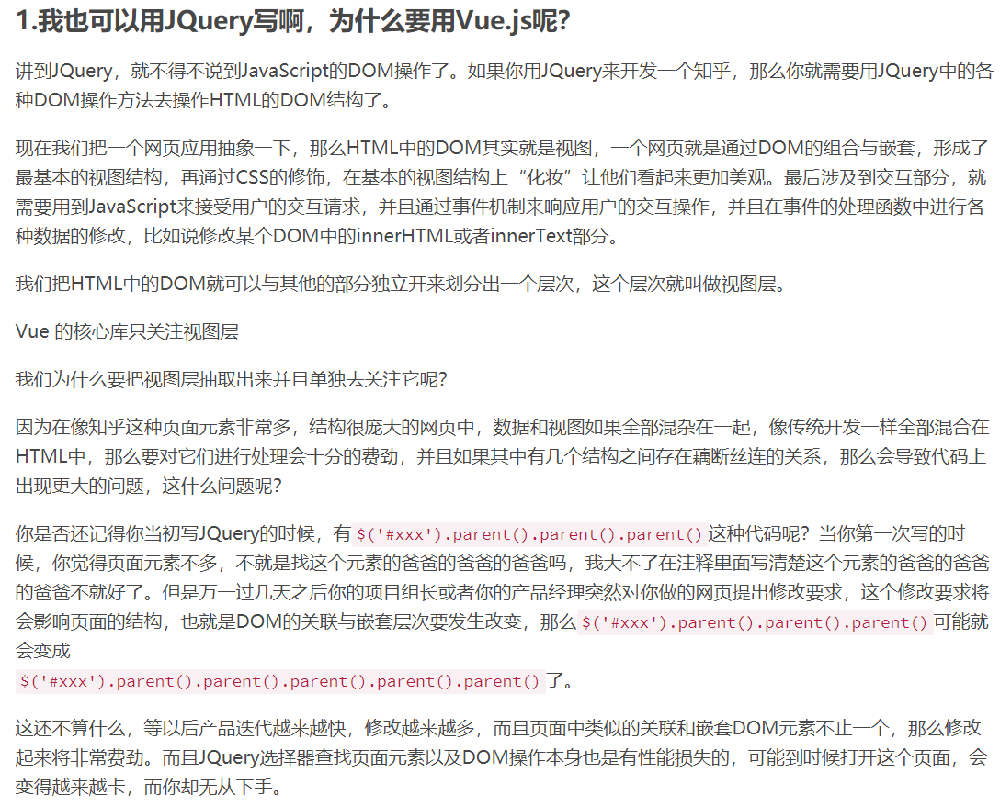 1.我也可以用JQuery写啊，为什么要用Vue.js呢？
讲到JQuery，就不得不说到JavaScript的DOM操作了。如果你用JQuery来开发一个知乎，那么你就需要用JQuery中的各
种DOM操作方法去操作HTML的DOM结构了。
现在我们把一个网页应用抽象一下，那么HTML中的DOM其实就是视图，一个网页就是通过DOM的组合与嵌套，形成了
最基本的视图结构，再通过CSS的修饰，在基本的视图结构上“化妆”让他们看起来更加美观。最后涉及到交互部分，就
需要用到JavaScript来接受用户的交互请求，并且通过事件机制来响应用户的交互操作，并且在事件的处理函数中进行各
种数据的修改，比如说修改某个DOM中的innerHTML或者innerText部分。
我们把HTML中的DOM就可以与其他的部分独立开来划分出一个层次，这个层次就叫做视图层。
Vue 的核心库只关注视图层
我们为什么要把视图层抽取出来并且单独去关注它呢？
因为在像知乎这种页面元素非常多，结构很庞大的网页中，数据和视图如果全部混杂在一起，像传统开发一样全部混合在
HTML中，那么要对它们进行处理会十分的费劲，并且如果其中有几个结构之间存在藕断丝连的关系，那么会导致代码上
出现更大的问题，这什么问题呢？
你是否还记得你当初写JQuery的时候，有$('#xxx').parent().parent().parent()这种代码呢？当你第一次写的时
候，你觉得页面元素不多，不就是找这个元素的爸爸的爸爸的爸爸吗，我大不了在注释里面写清楚这个元素的爸爸的爸爸
的爸爸不就好了。但是万一过几天之后你的项目组长或者你的产品经理突然对你做的网页提出修改要求，这个修改要求将
会影响页面的结构，也就是DOM的关联与嵌套层次要发生改变，那么$('#xxx').parent().parent().parent()可能就
会变成
$('#xxx').parent().parent().parent().parent().parent()了。
这还不算什么，等以后产品迭代越来越快，修改越来越多，而且页面中类似的关联和嵌套DOM元素不止一个，那么修改
起来将非常费劲。而且JQuery选择器查找页面元素以及DOM操作本身也是有性能损失的，可能到时候打开这个页面，会
变得越来越卡，而你却无从下手。